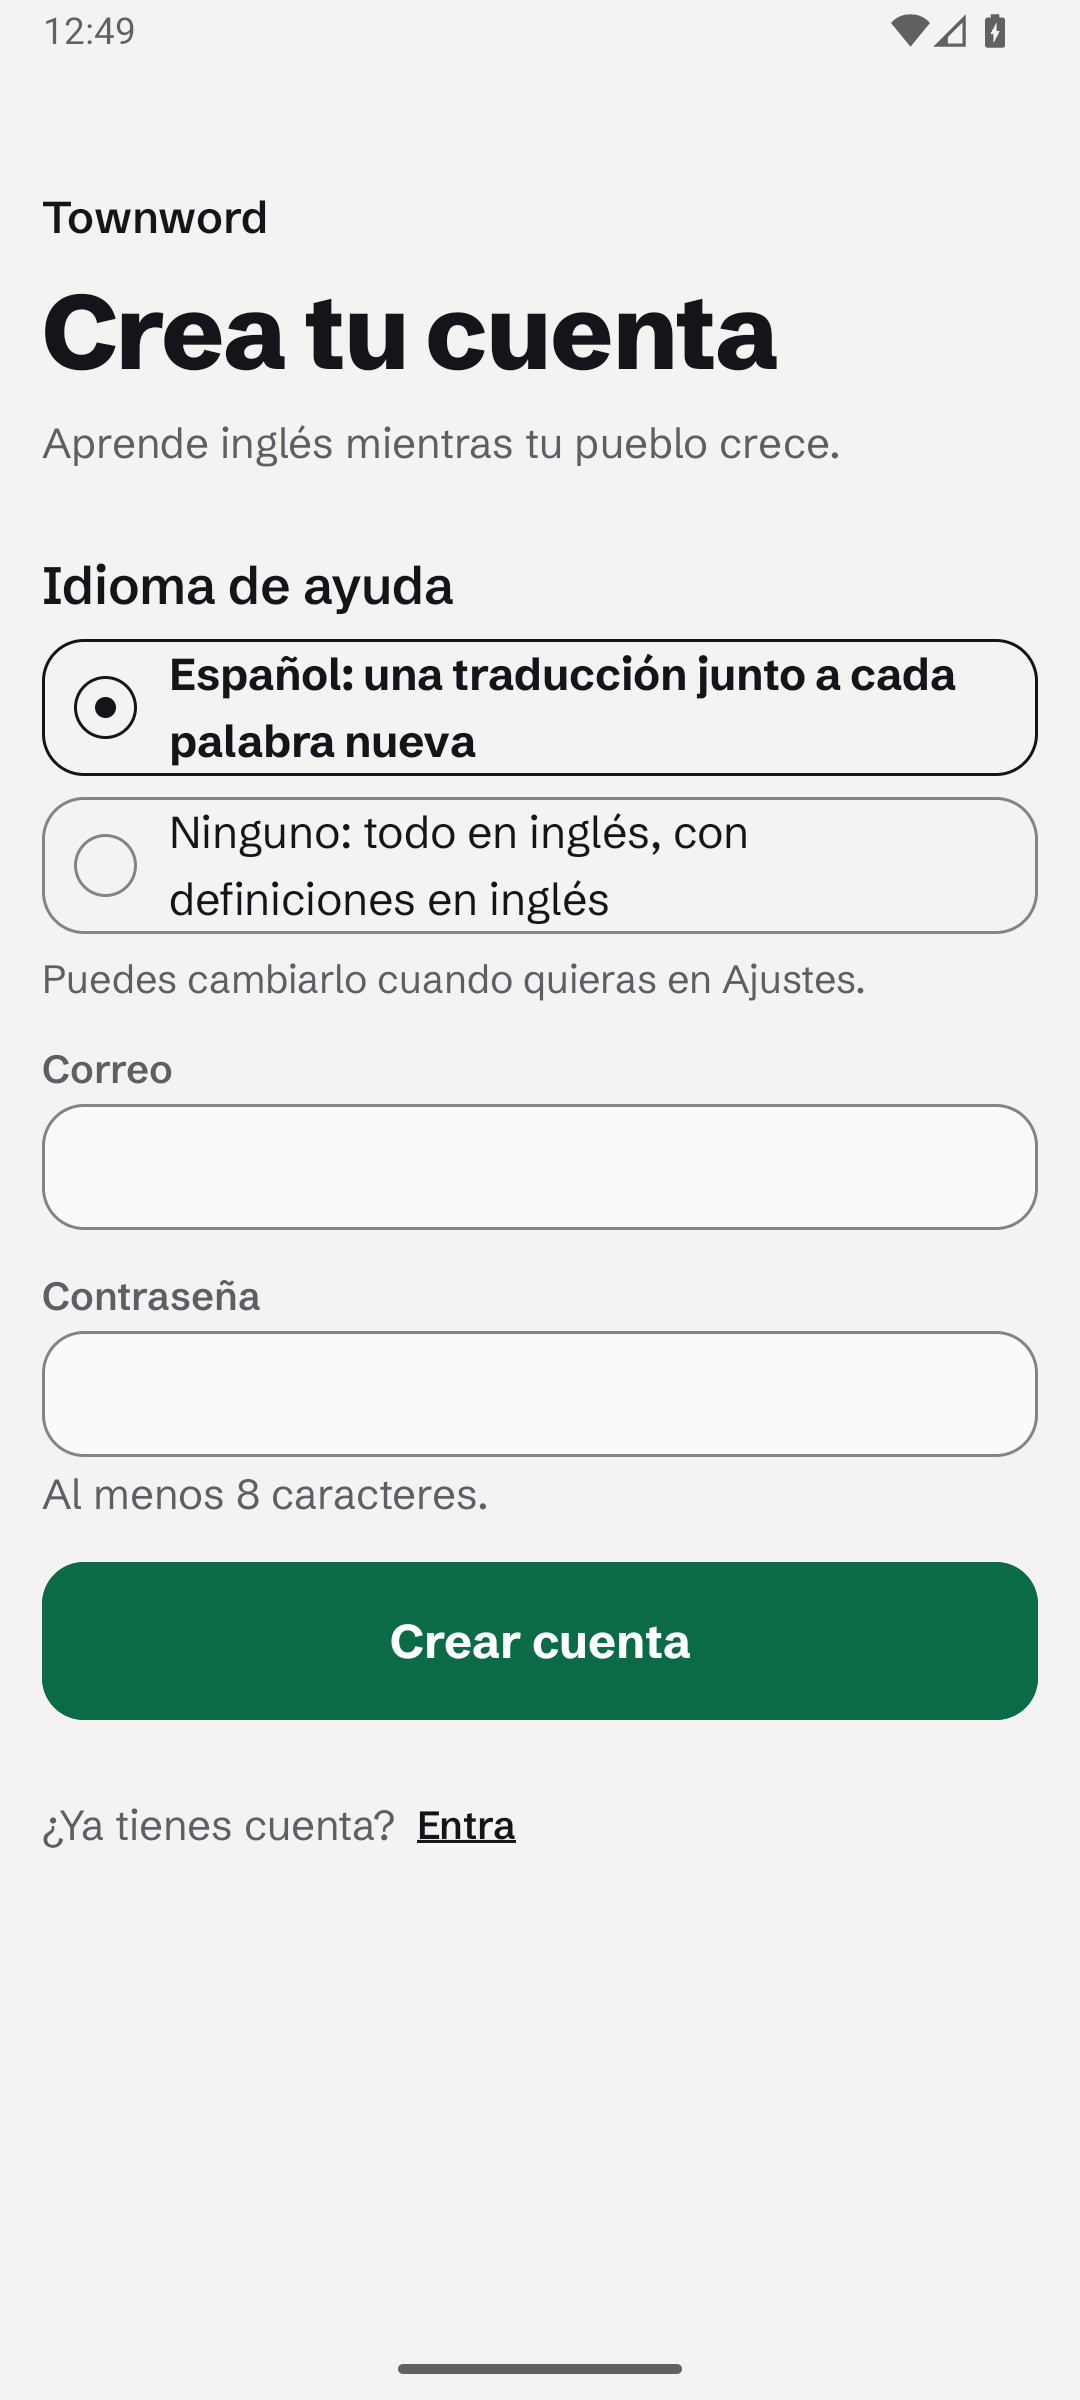 12:49
Townword
Crea tu cuenta
Aprende inglés mientras tu pueblo crece.
Idioma de ayuda
Español: una traducción junto a cada
palabra nueva
Ninguno: todo en inglés, con
definiciones en inglés
Puedes cambiarlo cuando quieras en Ajustes.
Correo
Contraseña
Al menos 8 caracteres.
Crear cuenta
¿Ya tienes cuenta? Entra